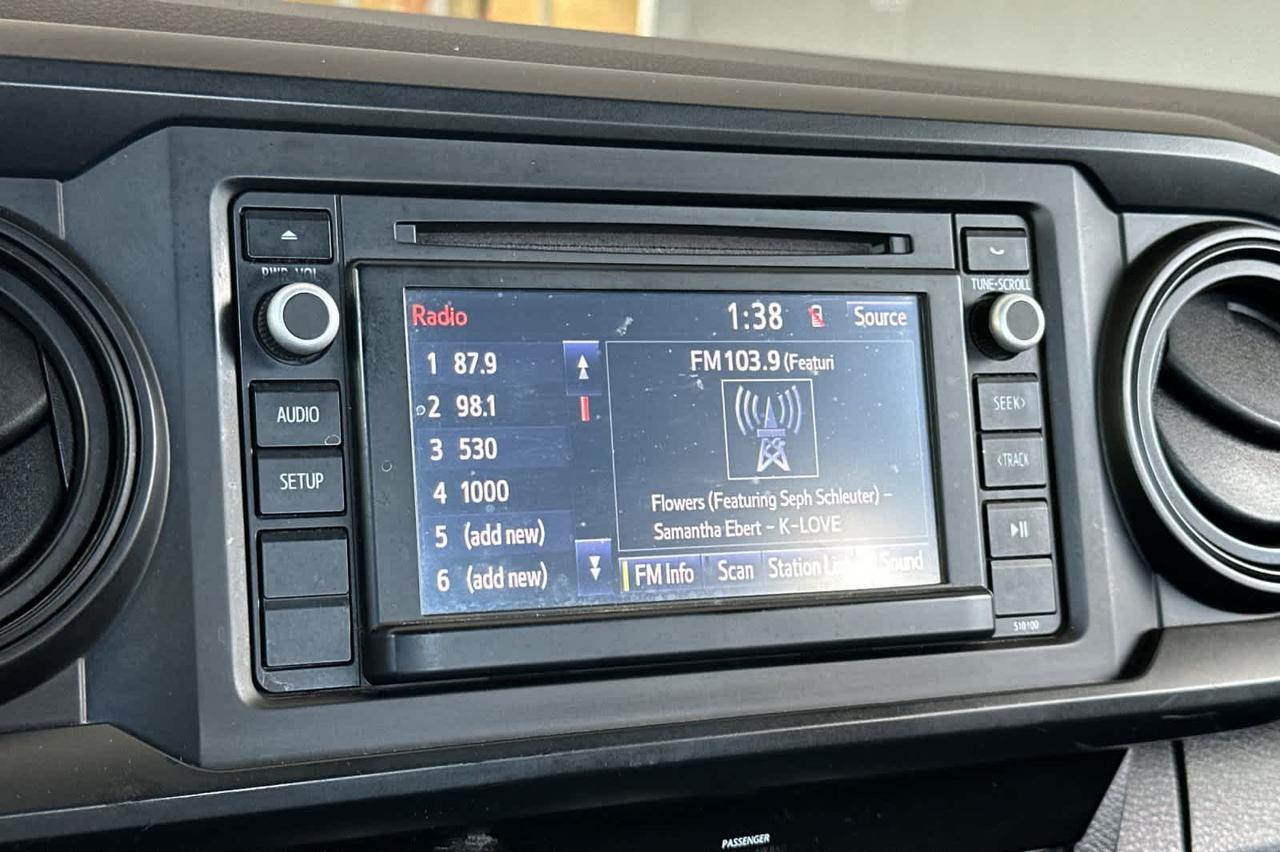 PWR·VOL
TUNE·SCROLL
Radio
1:38
Source
1 87.9
FM 103.9 (Featuri
2 98.1
3 530
4 1000
Flowers (Featuring Seph Schleuter) –
Samantha Ebert – K-LOVE
5 (add new)
6 (add new)
FM Info
Scan
Station
Sound
AUDIO
SETUP
SEEK>
<TRACK
510100
PASSENGER